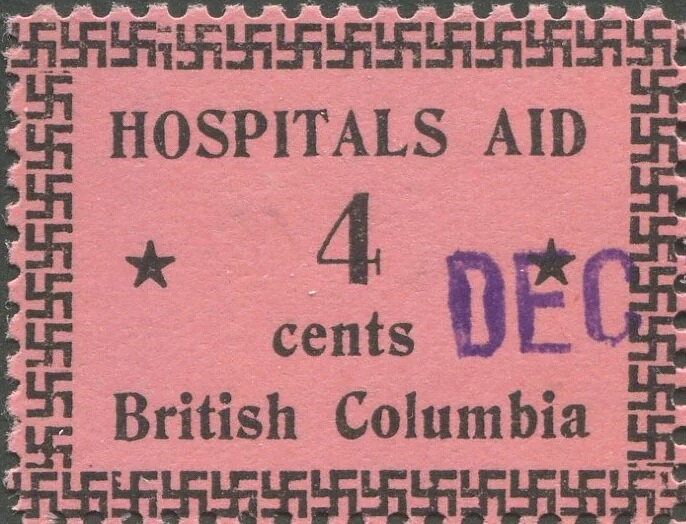 HOSPITALS AID
4
cents
DEC
British Columbia